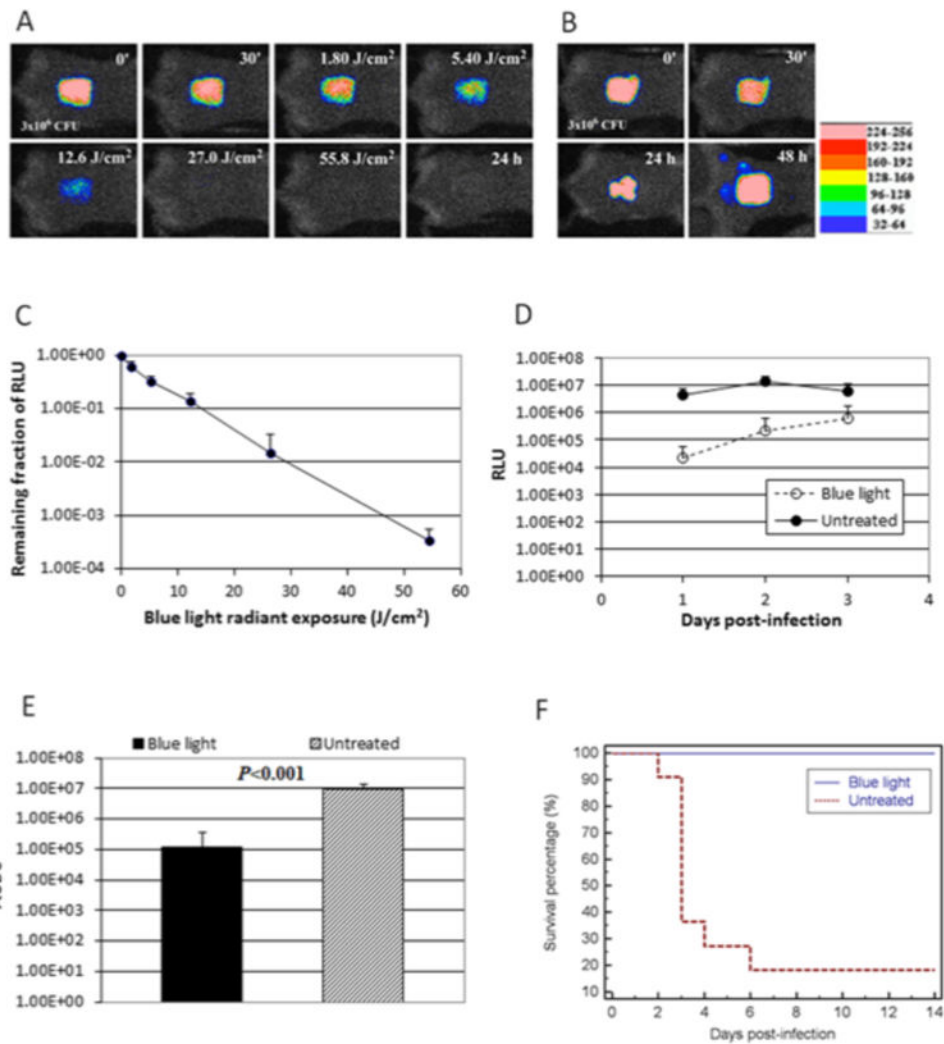 A
0'
30'
1.80 J/cm²
5.40 J/cm²
3x10⁶ CFU
12.6 J/cm²
27.0 J/cm²
55.8 J/cm²
24 h
B
0'
30'
3x10⁶ CFU
24 h
48 h
224-256
192-224
160-192
128-160
96-128
64-96
32-64
C
1.00E+00
1.00E-01
1.00E-02
1.00E-03
1.00E-04
Remaining fraction of RLU
0 10 20 30 40 50 60
Blue light radiant exposure (J/cm²)
D
1.00E+08
1.00E+07
1.00E+06
1.00E+05
1.00E+04
1.00E+03
1.00E+02
1.00E+01
1.00E+00
RLU
Blue light
Untreated
0 1 2 3 4
Days post-infection
E
Blue light Untreated
P<0.001
1.00E+08
1.00E+07
1.00E+06
1.00E+05
1.00E+04
1.00E+03
1.00E+02
1.00E+01
1.00E+00
F
100
90
80
70
60
50
40
30
20
10
Survival percentage (%)
Blue light
Untreated
0 2 4 6 8 10 12 14
Days post-infection